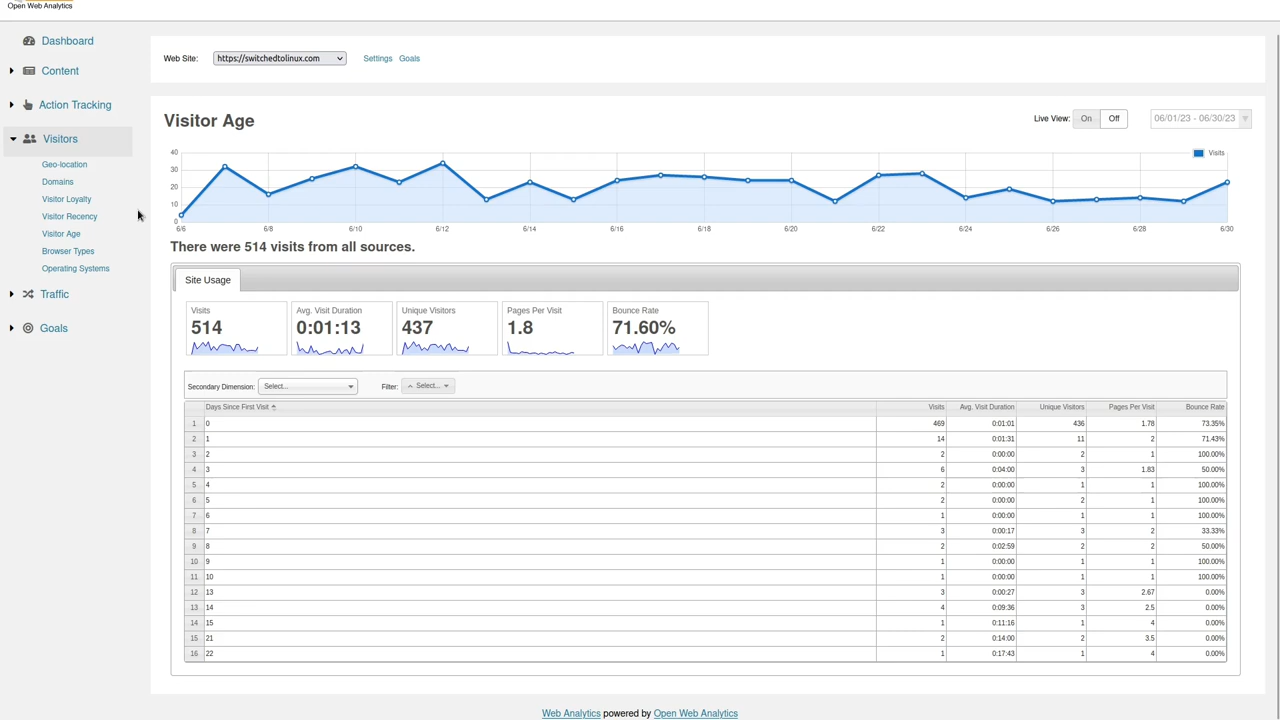 Open Web Analytics
Dashboard
Content
Action Tracking
Visitors
Geo-location
Domains
Visitor Loyalty
Visitor Recency
Visitor Age
Browser Types
Operating Systems
Traffic
Goals
Web Site: https://switchedtolinux.com Settings Goals
Visitor Age
Live View: On Off 06/01/23 - 06/30/23
Visits
40
30
20
10
0
6/6 6/8 6/10 6/12 6/14 6/16 6/18 6/20 6/22 6/24 6/26 6/28 6/30
There were 514 visits from all sources.
Site Usage
Visits Avg. Visit Duration Unique Visitors Pages Per Visit Bounce Rate
514 0:01:13 437 1.8 71.60%
Secondary Dimension: Select... Filter: Select...
Days Since First Visit Visits Avg. Visit Duration Unique Visitors Pages Per Visit Bounce Rate
1 0 469 0:01:01 436 1.78 73.35%
2 1 14 0:01:31 11 2 71.43%
3 2 2 0:00:00 2 1 100.00%
4 3 6 0:04:00 3 1.83 50.00%
5 4 2 0:00:00 1 1 100.00%
6 5 2 0:00:00 2 1 100.00%
7 6 1 0:00:00 1 1 100.00%
8 7 3 0:00:17 3 2 33.33%
9 8 2 0:02:59 2 2 50.00%
10 9 1 0:00:00 1 1 100.00%
11 10 1 0:00:00 1 1 100.00%
12 13 3 0:00:27 3 2.67 0.00%
13 14 4 0:09:36 3 2.5 0.00%
14 15 1 0:11:16 1 4 0.00%
15 21 2 0:14:00 2 3.5 0.00%
16 22 1 0:17:43 1 4 0.00%
Web Analytics powered by Open Web Analytics